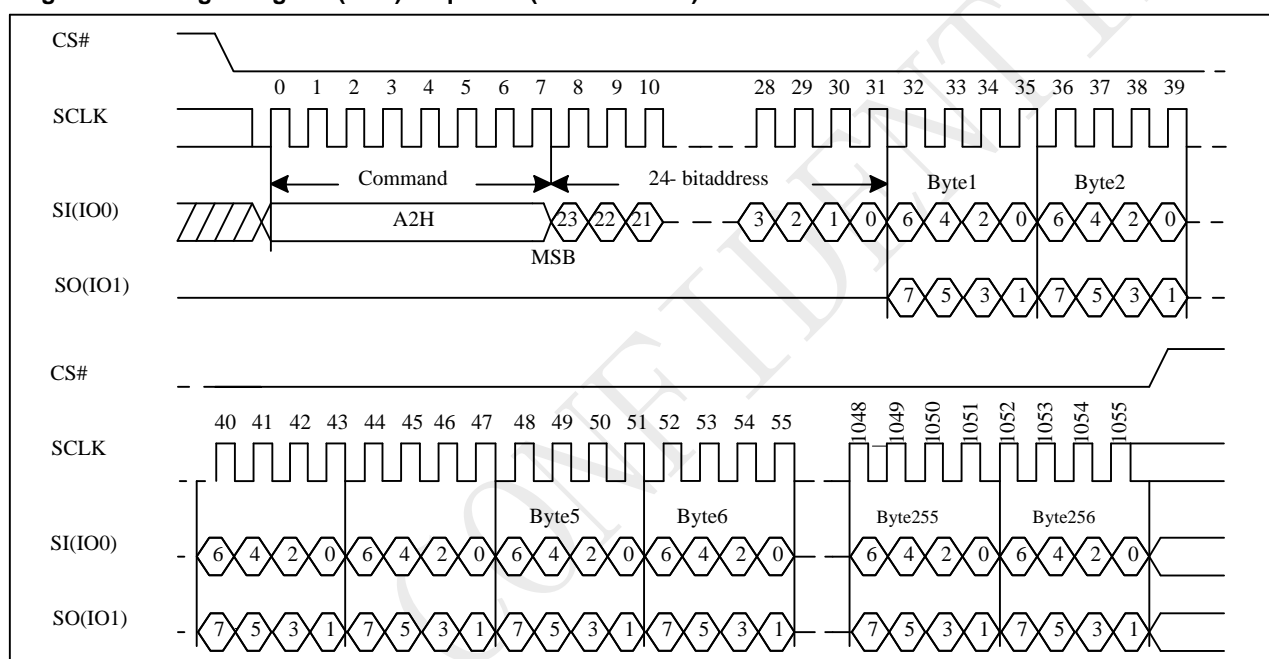 CS#
0 1 2 3 4 5 6 7 8 9 10 28 29 30 31 32 33 34 35 36 37 38 39
SCLK
Command 24- bitaddress Byte1 Byte2
SI(IO0) A2H 23 22 21 3 2 1 0 6 4 2 0 6 4 2 0
MSB
SO(IO1) 7 5 3 1 7 5 3 1
CS#
40 41 42 43 44 45 46 47 48 49 50 51 52 53 54 55 1048 1049 1050 1051 1052 1053 1054 1055
SCLK
Byte5 Byte6 Byte255 Byte256
SI(IO0) 6 4 2 0 6 4 2 0 6 4 2 0 6 4 2 0 6 4 2 0 6 4 2 0
SO(IO1) 7 5 3 1 7 5 3 1 7 5 3 1 7 5 3 1 7 5 3 1 7 5 3 1